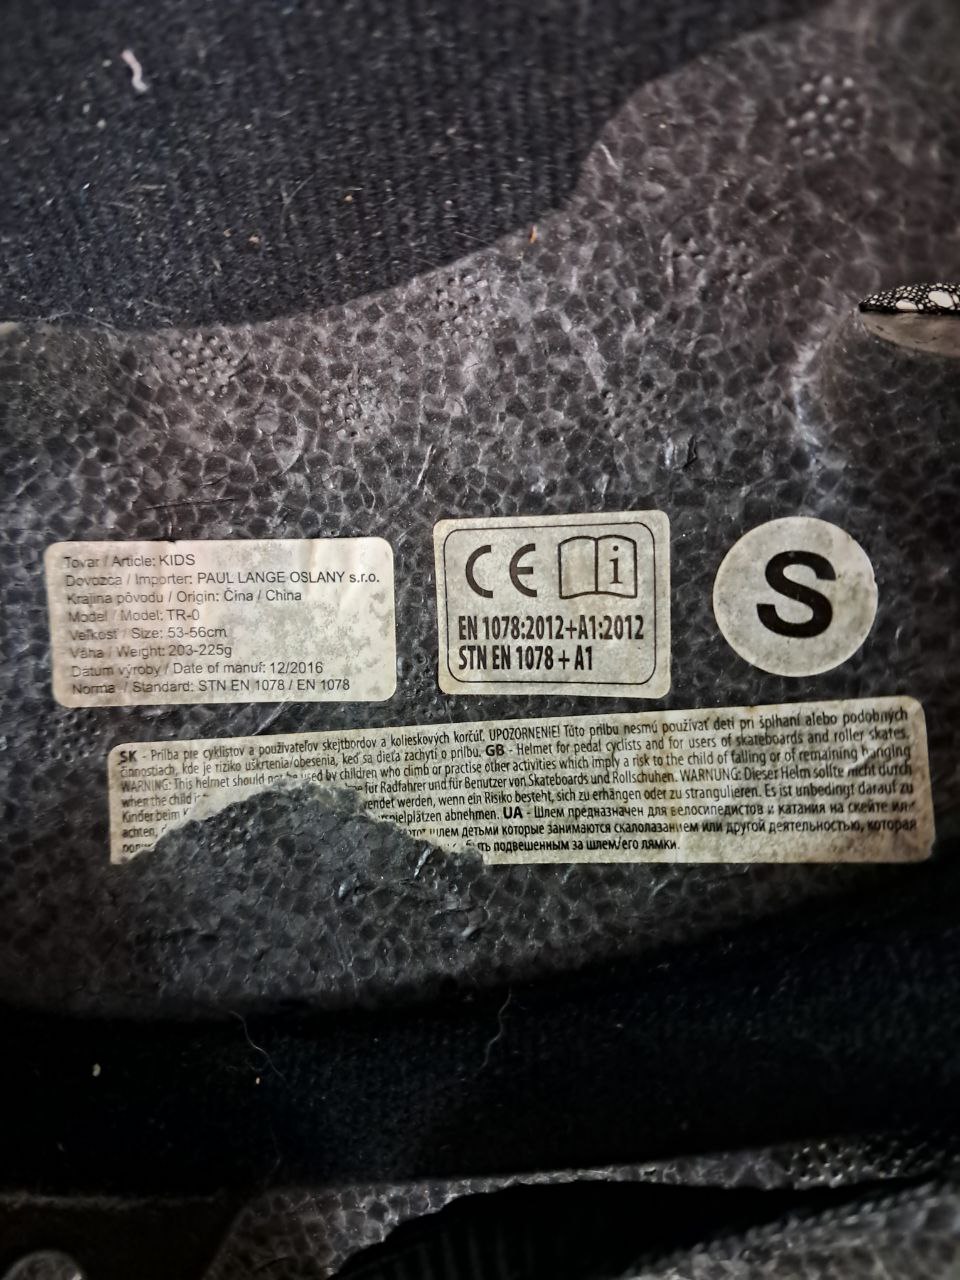 Tovar / Article: KIDS
Dovozca / Importer: PAUL LANGE OSLANY s.r.o.
Krajina pôvodu / Origin: Čína / China
Model / Model: TR-0
Veľkosť / Size: 53-56cm
Váha / Weight: 203-225g
Dátum výroby / Date of manuf: 12/2016
Norma / Standard: STN EN 1078 / EN 1078
CE i
EN 1078:2012+A1:2012
STN EN 1078 + A1
S
SK - Prilba pre cyklistov a používateľov skejtbordov a kolieskových korčúľ. UPOZORNENIE! Túto prilbu nesmú používať deti pri šplhaní alebo podobných
činnostiach, kde je riziko uškrtenia/obesenia, keď sa dieťa zachytí o prilbu. GB - Helmet for pedal cyclists and for users of skateboards and roller skates.
WARNING: This helmet should not be used by children who climb or practise other activities which imply a risk to the child of falling or of remaining hanging
when the child i für Radfahrer und für Benutzer von Skateboards und Rollschuhen. WARNUNG: Dieser Helm sollte nicht durch
Kinder beim wendet werden, wenn ein Risiko besteht, sich zu erhängen oder zu strangulieren. Es ist unbedingt darauf zu
achten, spielplätzen abnehmen. UA - Шлем предназначен для велосипедистов и катания на скейте или
шлем детьми которые занимаются скалолазанием или другой деятельностью, которая
быть подвешенным за шлем/его лямки.